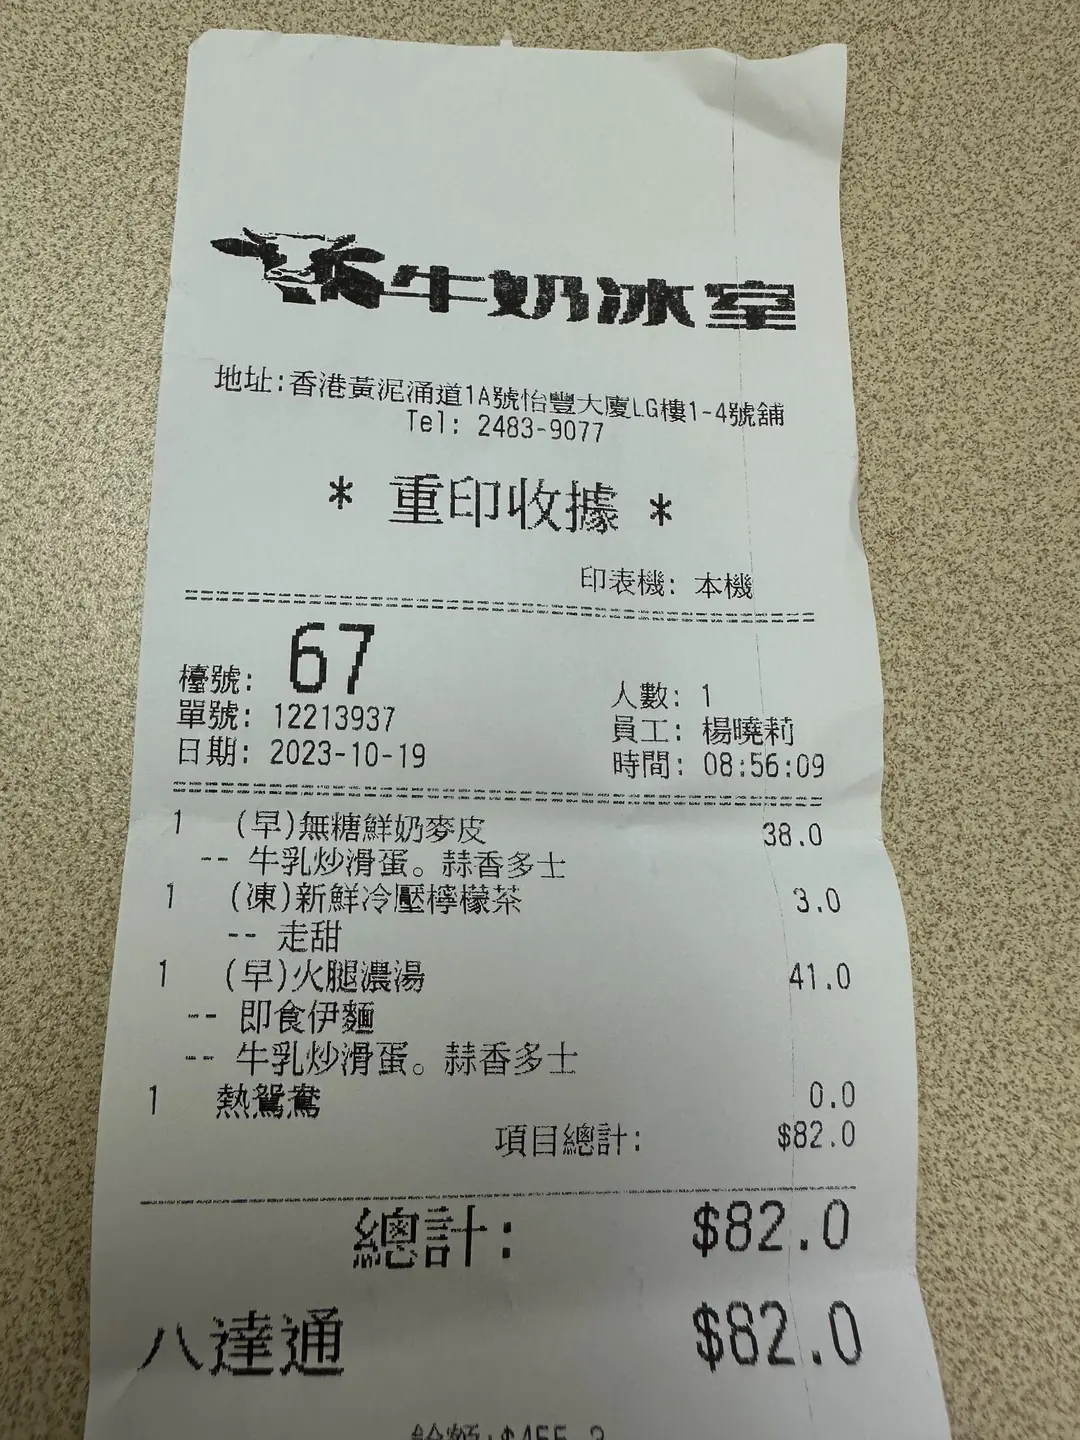 牛奶冰室
地址:香港黃泥涌道1A號怡豐大廈LG樓1-4號舖
Tel: 2483-9077
* 重印收據 *
印表機: 本機
檯號: 67 人數: 1
單號: 12213937 員工: 楊曉莉
日期: 2023-10-19 時間: 08:56:09
1 (早)無糖鮮奶麥皮 38.0
-- 牛乳炒滑蛋。蒜香多士
1 (凍)新鮮冷壓檸檬茶 3.0
-- 走甜
1 (早)火腿濃湯 41.0
-- 即食伊麵
-- 牛乳炒滑蛋。蒜香多士
1 熱鴛鴦 0.0
項目總計: $82.0
總計: $82.0
八達通 $82.0